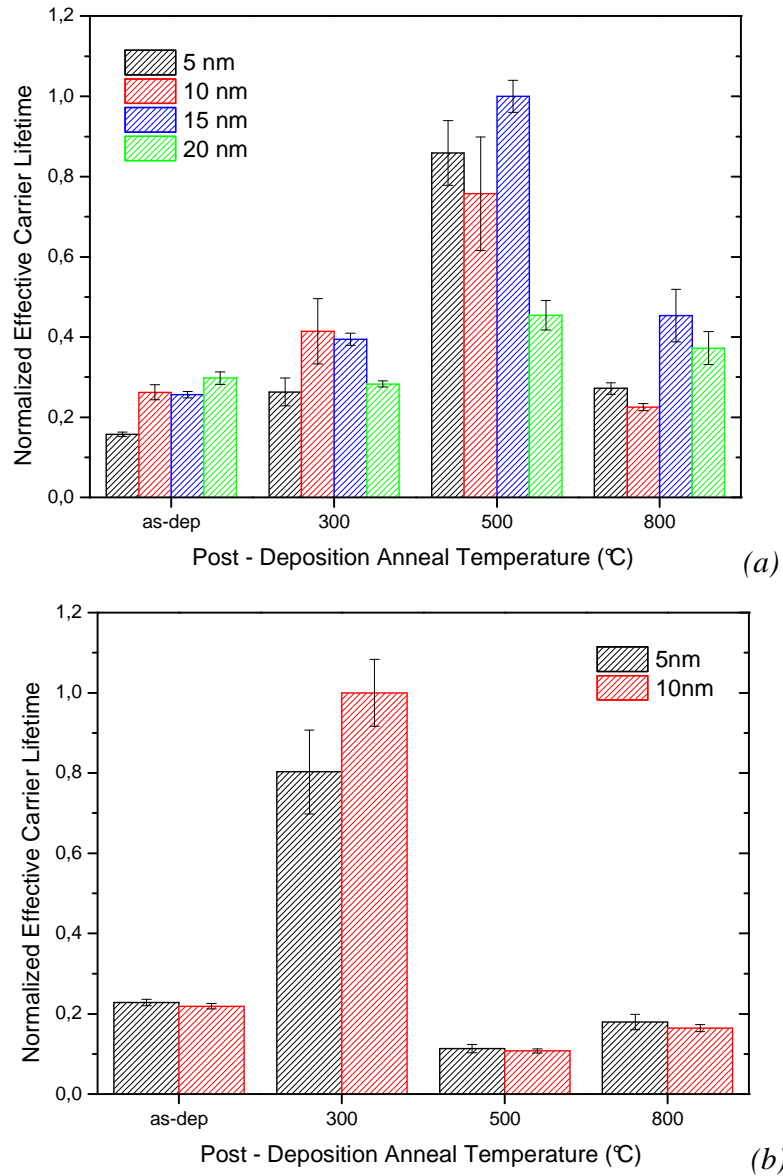 1,2
1,0
0,8
0,6
0,4
0,2
0,0
Normalized Effective Carrier Lifetime
5 nm
10 nm
15 nm
20 nm
as-dep 300 500 800
Post - Deposition Anneal Temperature (℃)
(a)
1,2
1,0
0,8
0,6
0,4
0,2
0,0
Normalized Effective Carrier Lifetime
5nm
10nm
as-dep 300 500 800
Post - Deposition Anneal Temperature (℃)
(b)